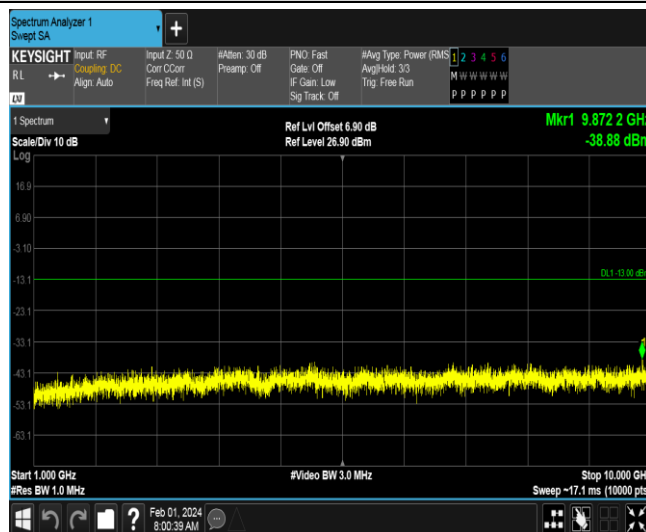 Spectrum Analyzer 1
Swept SA
KEYSIGHT Input: RF Input Z: 50 Ω #Atten: 30 dB PNO: Fast #Avg Type: Power (RMS 1 2 3 4 5 6
RL Coupling: DC Corr CCorr Preamp: Off Gate: Off Avg|Hold: 3/3 M W W W W W
Align: Auto Freq Ref: Int (S) IF Gain: Low Trig: Free Run
Sig Track: Off P P P P P P
LXI
1 Spectrum Ref Lvl Offset 6.90 dB Mkr1 9.872 2 GHz
Scale/Div 10 dB Ref Level 26.90 dBm -38.88 dBm
Log
16.9
6.90
-3.10
-13.1 DL1 -13.00 dBm
-23.1
-33.1
1
-43.1
-53.1
-63.1
Start 1.000 GHz #Video BW 3.0 MHz Stop 10.000 GHz
#Res BW 1.0 MHz Sweep ~17.1 ms (10000 pts
Feb 01, 2024
8:00:39 AM